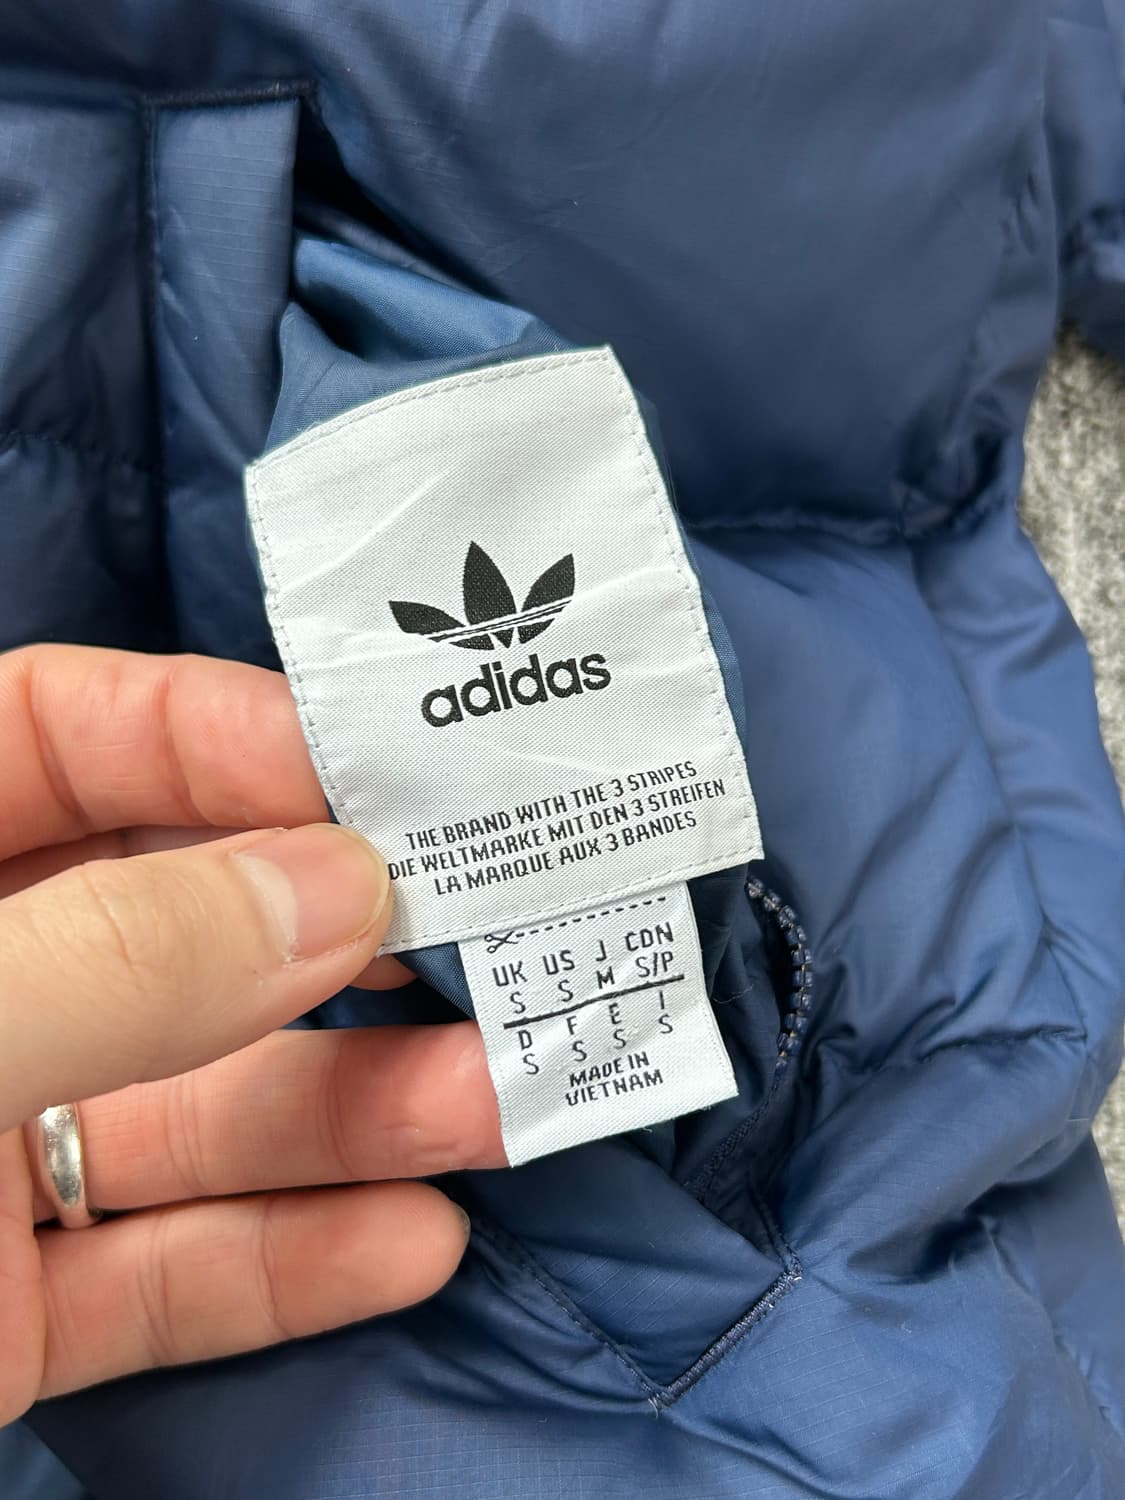 adidas
THE BRAND WITH THE 3 STRIPES
DIE WELTMARKE MIT DEN 3 STREIFEN
LA MARQUE AUX 3 BANDES
UK US J CDN
S S M S/P
D F E I
S S S S
MADE IN
VIETNAM